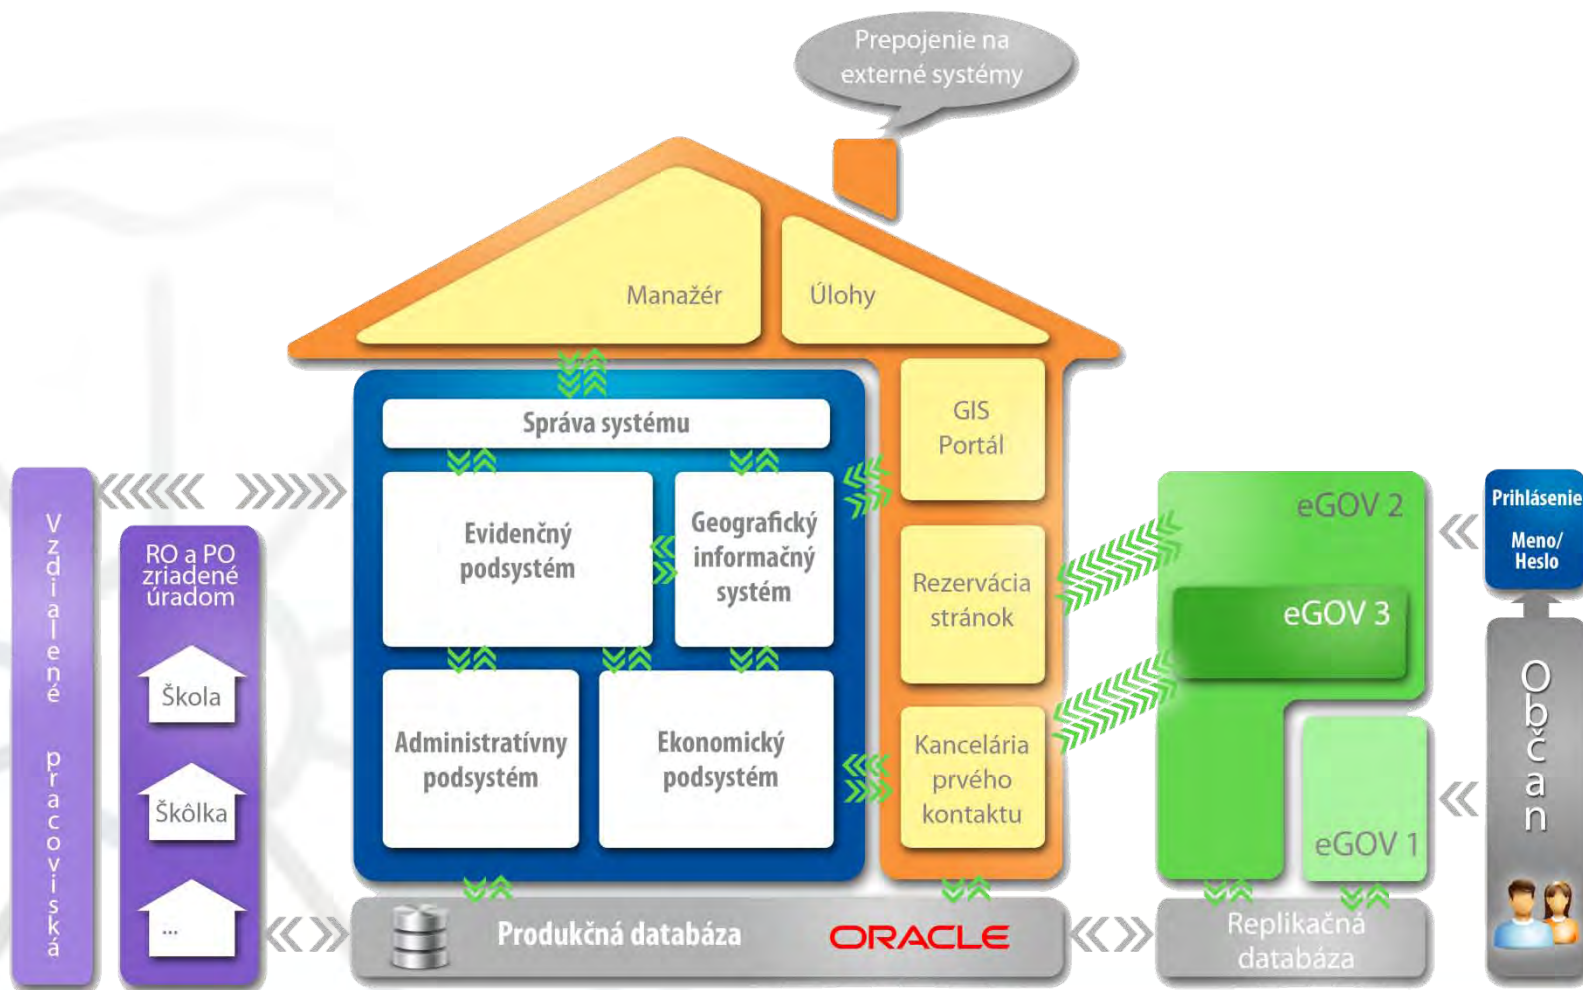 Prepojenie na
externé systémy
Manažér
Úlohy
Správa systému
GIS
Portál
Evidenčný
podsystém
Geografický
informačný
systém
Rezervácia
stránok
Administratívny
podsystém
Ekonomický
podsystém
Kancelária
prvého
kontaktu
Vzdialené pracoviská
RO a PO
zriadené
úradom
Škola
Škôlka
...
Produkčná databáza
ORACLE
eGOV 2
eGOV 3
eGOV 1
Replikačná
databáza
Prihlásenie
Meno/
Heslo
Občan